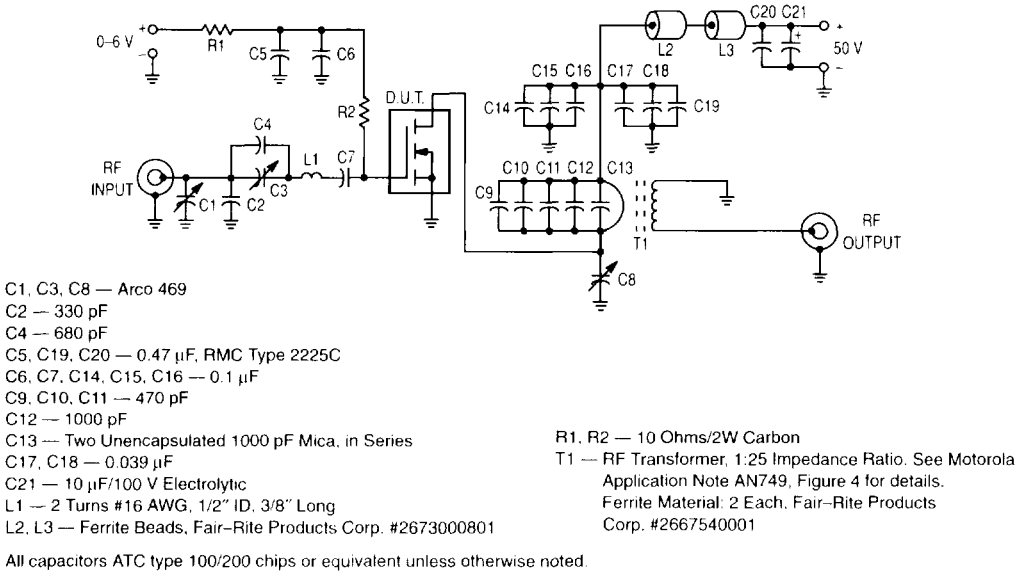 0–6 V
+
–
R1
C5
C6
R2
D.U.T.
C4
L1
C7
RF
INPUT
C3
C1
C2
L2
L3
C20 C21
+
+
50 V
–
C15 C16
C17 C18
C14
C19
C10 C11 C12 C13
C9
T1
RF
OUTPUT
C8
C1, C3, C8 — Arco 469
C2 — 330 pF
C4 — 680 pF
C5, C19, C20 — 0.47 μF, RMC Type 2225C
C6, C7, C14, C15, C16 — 0.1 μF
C9, C10, C11 — 470 pF
C12 — 1000 pF
C13 — Two Unencapsulated 1000 pF Mica, in Series
C17, C18 — 0.039 μF
C21 — 10 μF/100 V Electrolytic
L1 — 2 Turns #16 AWG, 1/2″ ID, 3/8″ Long
L2, L3 — Ferrite Beads, Fair–Rite Products Corp. #2673000801
R1, R2 — 10 Ohms/2W Carbon
T1 — RF Transformer, 1:25 Impedance Ratio. See Motorola
Application Note AN749, Figure 4 for details.
Ferrite Material: 2 Each, Fair–Rite Products
Corp. #2667540001
All capacitors ATC type 100/200 chips or equivalent unless otherwise noted.